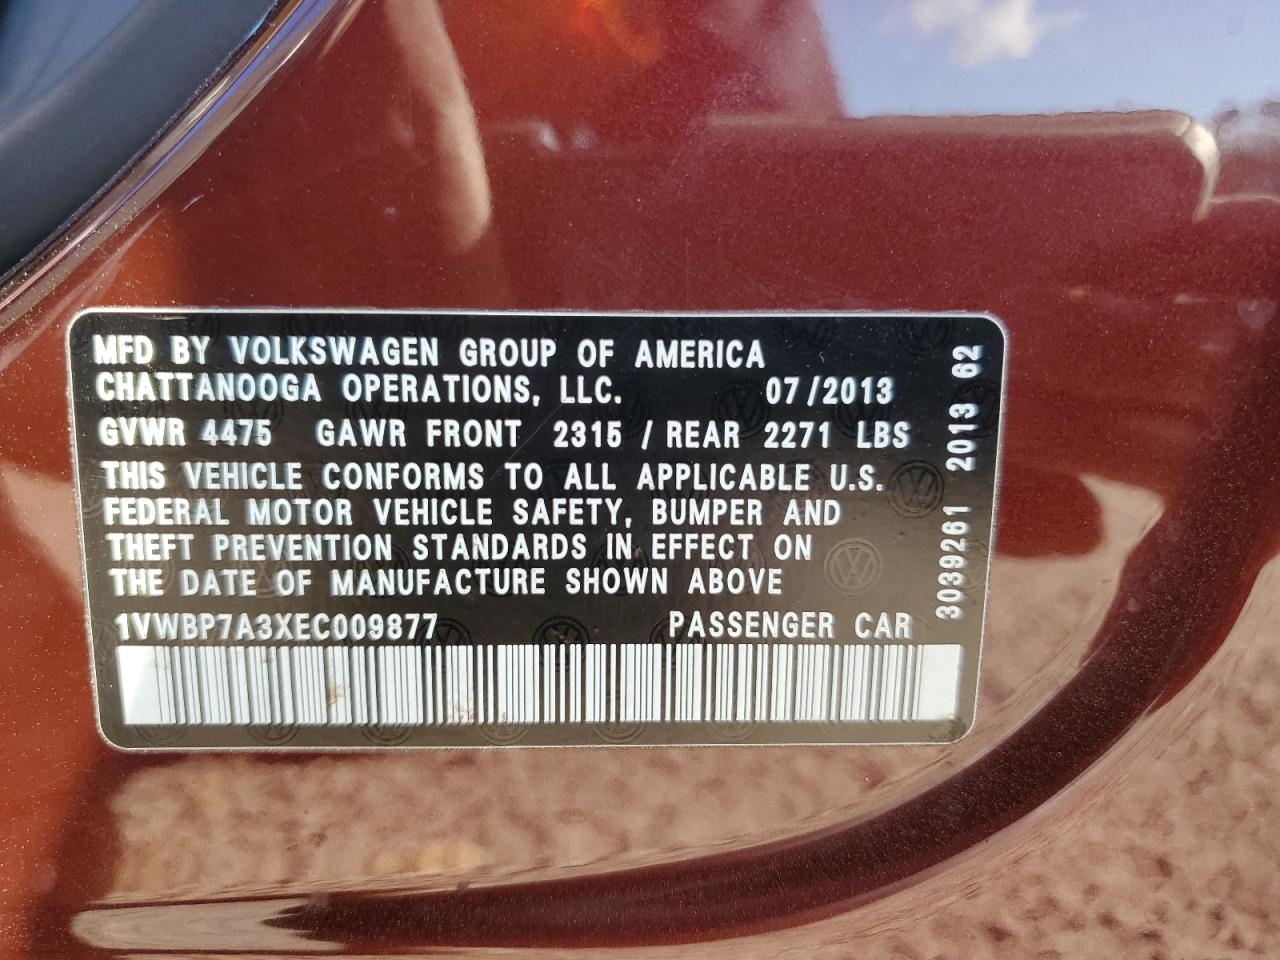 MFD BY VOLKSWAGEN GROUP OF AMERICA
CHATTANOOGA OPERATIONS, LLC. 07/2013
GVWR 4475 GAWR FRONT 2315 / REAR 2271 LBS
THIS VEHICLE CONFORMS TO ALL APPLICABLE U.S.
FEDERAL MOTOR VEHICLE SAFETY, BUMPER AND
THEFT PREVENTION STANDARDS IN EFFECT ON
THE DATE OF MANUFACTURE SHOWN ABOVE
1VWBP7A3XEC009877 PASSENGER CAR
3039261 2013 62